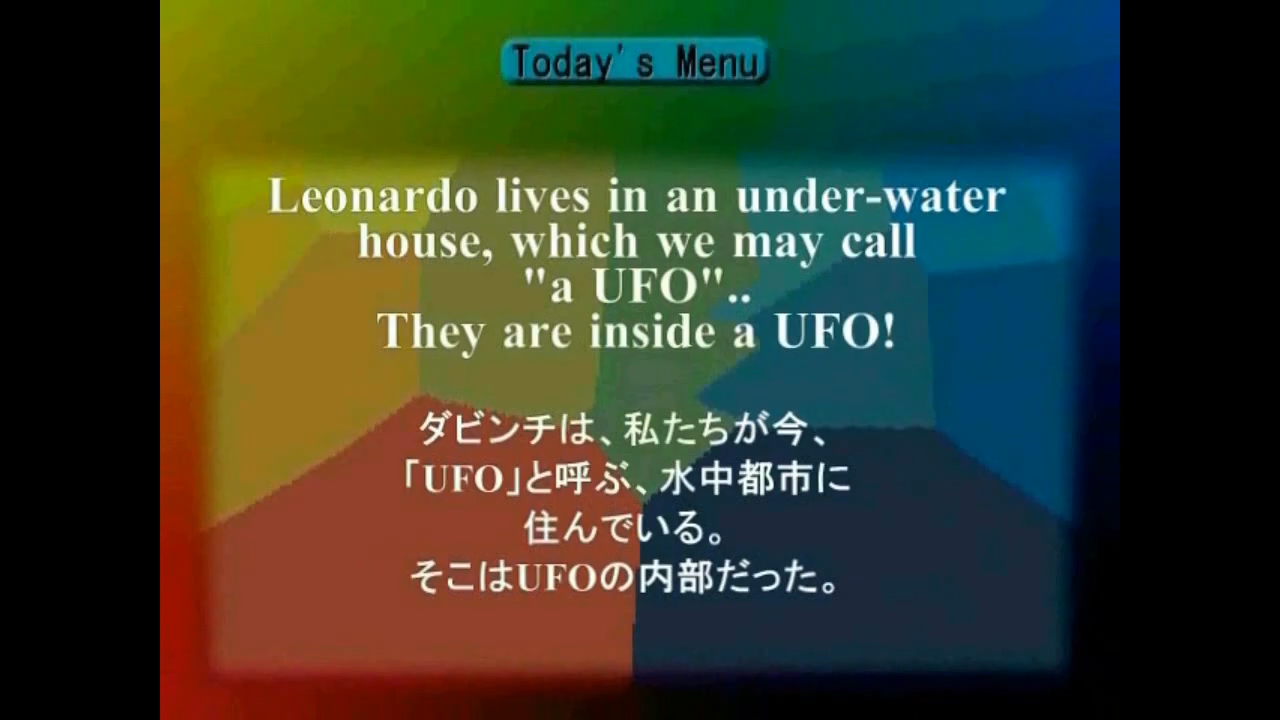 Today's Menu
Leonardo lives in an under-water
house, which we may call
"a UFO"..
They are inside a UFO!
ダビンチは、私たちが今、
「UFO」と呼ぶ、水中都市に
住んでいる。
そこはUFOの内部だった。